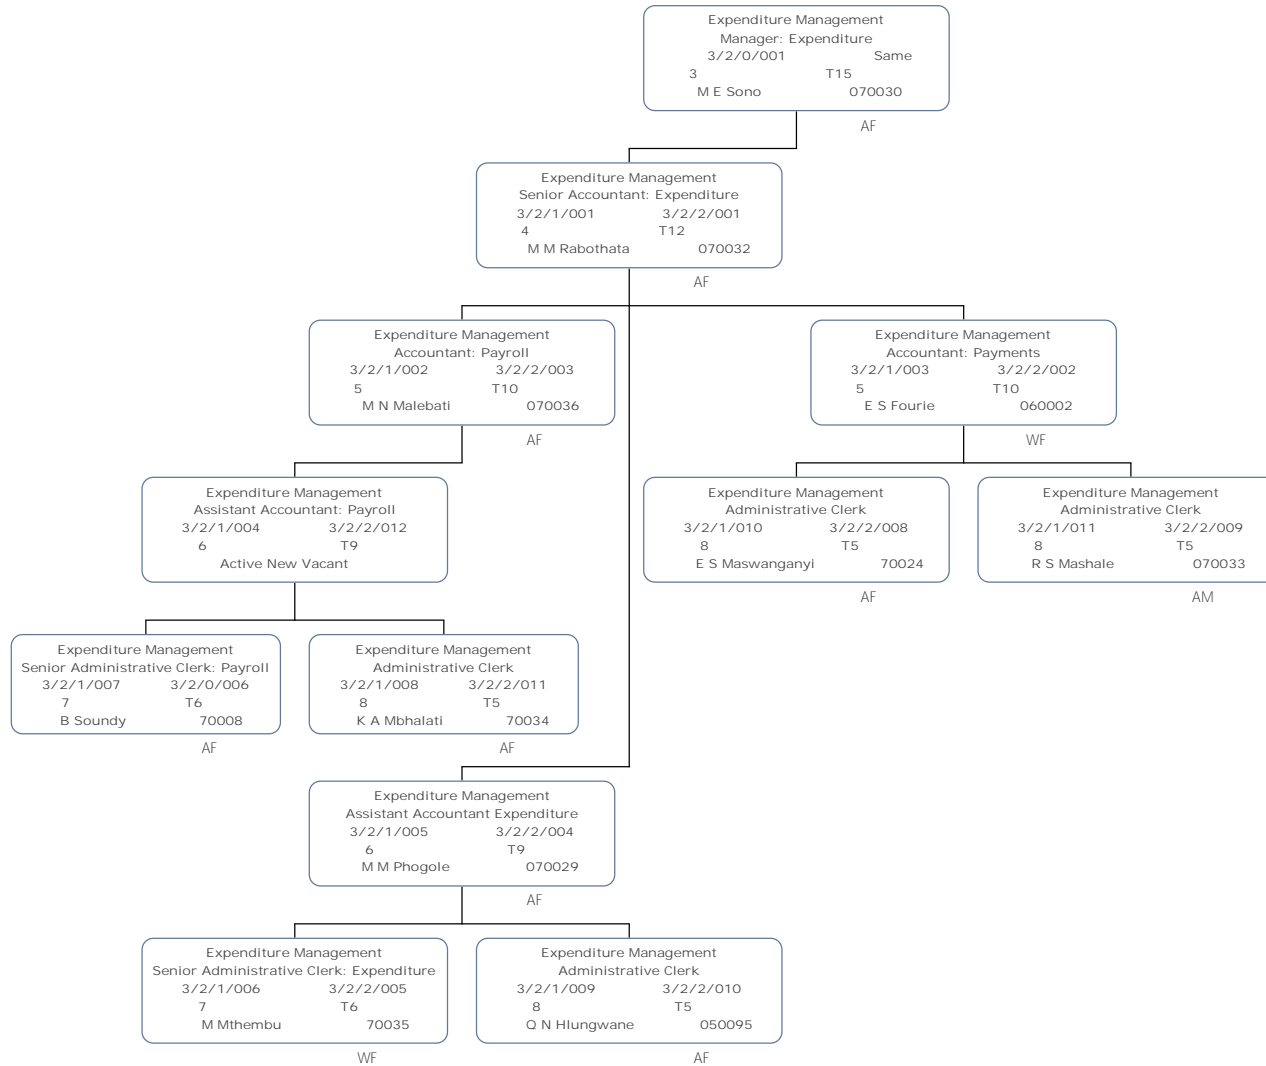 Expenditure Management
Manager: Expenditure
3/2/0/001 Same
3 T15
M E Sono 070030
AF
Expenditure Management
Senior Accountant: Expenditure
3/2/1/001 3/2/2/001
4 T12
M M Rabothata 070032
AF
Expenditure Management
Accountant: Payroll
3/2/1/002 3/2/2/003
5 T10
M N Malebati 070036
AF
Expenditure Management
Accountant: Payments
3/2/1/003 3/2/2/002
5 T10
E S Fourie 060002
WF
Expenditure Management
Assistant Accountant: Payroll
3/2/1/004 3/2/2/012
6 T9
Active New Vacant
Expenditure Management
Administrative Clerk
3/2/1/010 3/2/2/008
8 T5
E S Maswanganyi 70024
AF
Expenditure Management
Administrative Clerk
3/2/1/011 3/2/2/009
8 T5
R S Mashale 070033
AM
Expenditure Management
Senior Administrative Clerk: Payroll
3/2/1/007 3/2/0/006
7 T6
B Soundy 70008
AF
Expenditure Management
Administrative Clerk
3/2/1/008 3/2/2/011
8 T5
K A Mbhalati 70034
AF
Expenditure Management
Assistant Accountant Expenditure
3/2/1/005 3/2/2/004
6 T9
M M Phogole 070029
AF
Expenditure Management
Senior Administrative Clerk: Expenditure
3/2/1/006 3/2/2/005
7 T6
M Mthembu 70035
WF
Expenditure Management
Administrative Clerk
3/2/1/009 3/2/2/010
8 T5
Q N Hlungwane 050095
AF